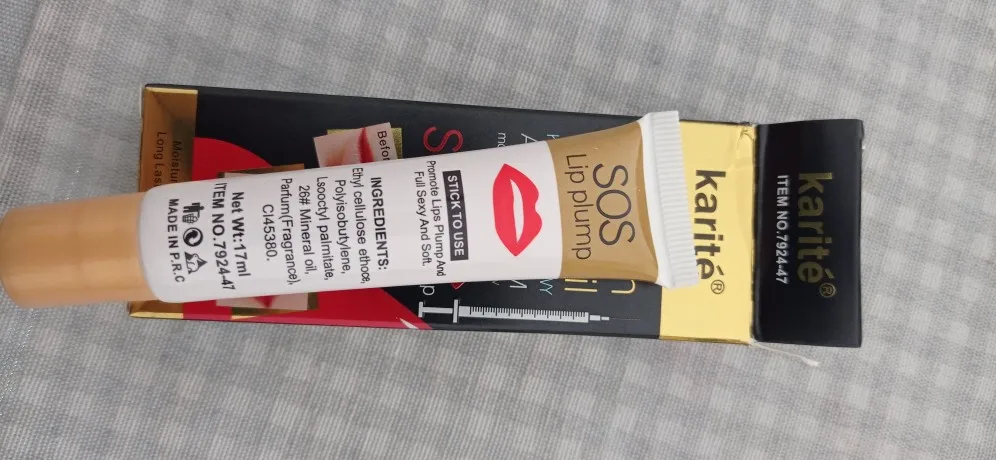 SOS
Lip plump
STICK TO USE
Promote Lips Plump And
Full Sexy And Soft.
INGREDIENTS:
Ethyl cellulose ethoce,
Polyisobutylene,
Lsooctyl palmitate,
26# Mineral oil,
Parfum(Fragrance),
CI45380.
Net Wt:17ml
ITEM NO.7924-47
MADE IN P.R.C
karité®
karité®
ITEM NO.7924-47